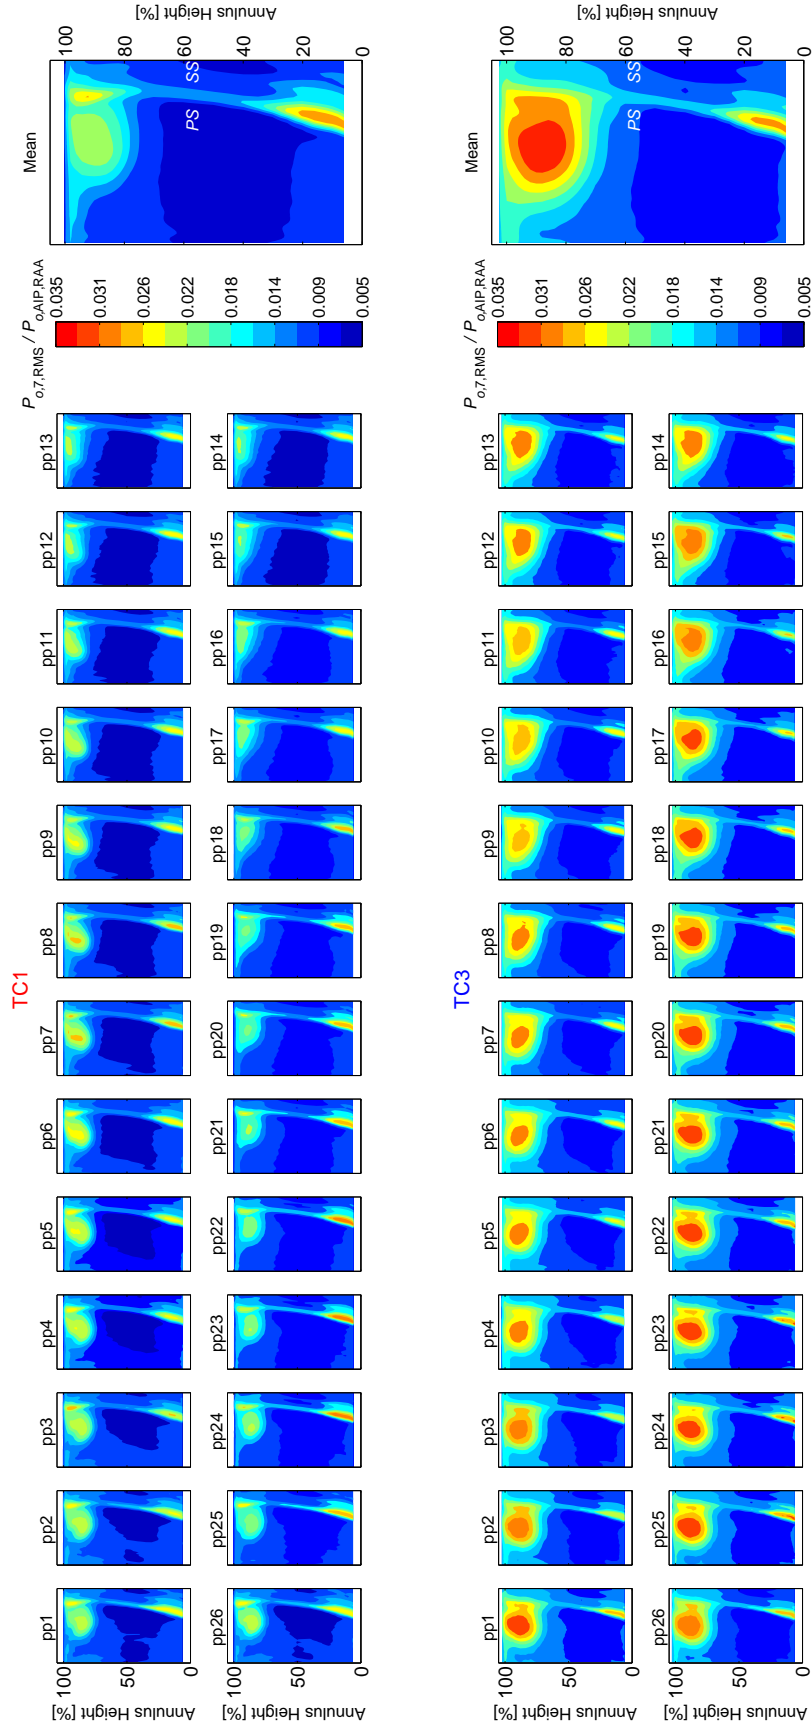 TC1
pp1 pp2 pp3 pp4 pp5 pp6 pp7 pp8 pp9 pp10 pp11 pp12 pp13
100
50
0
Annulus Height [%]
pp26 pp25 pp24 pp23 pp22 pp21 pp20 pp19 pp18 pp17 pp16 pp15 pp14
100
50
0
Annulus Height [%]
P o,7,RMS / P o,AIP,RAA
0.035
0.031
0.026
0.022
0.018
0.014
0.009
0.005
Mean
PS SS
100
80
60
40
20
0
Annulus Height [%]
TC3
pp1 pp2 pp3 pp4 pp5 pp6 pp7 pp8 pp9 pp10 pp11 pp12 pp13
100
50
0
Annulus Height [%]
pp26 pp25 pp24 pp23 pp22 pp21 pp20 pp19 pp18 pp17 pp16 pp15 pp14
100
50
0
Annulus Height [%]
P o,7,RMS / P o,AIP,RAA
0.035
0.031
0.026
0.022
0.018
0.014
0.009
0.005
Mean
PS SS
100
80
60
40
20
0
Annulus Height [%]